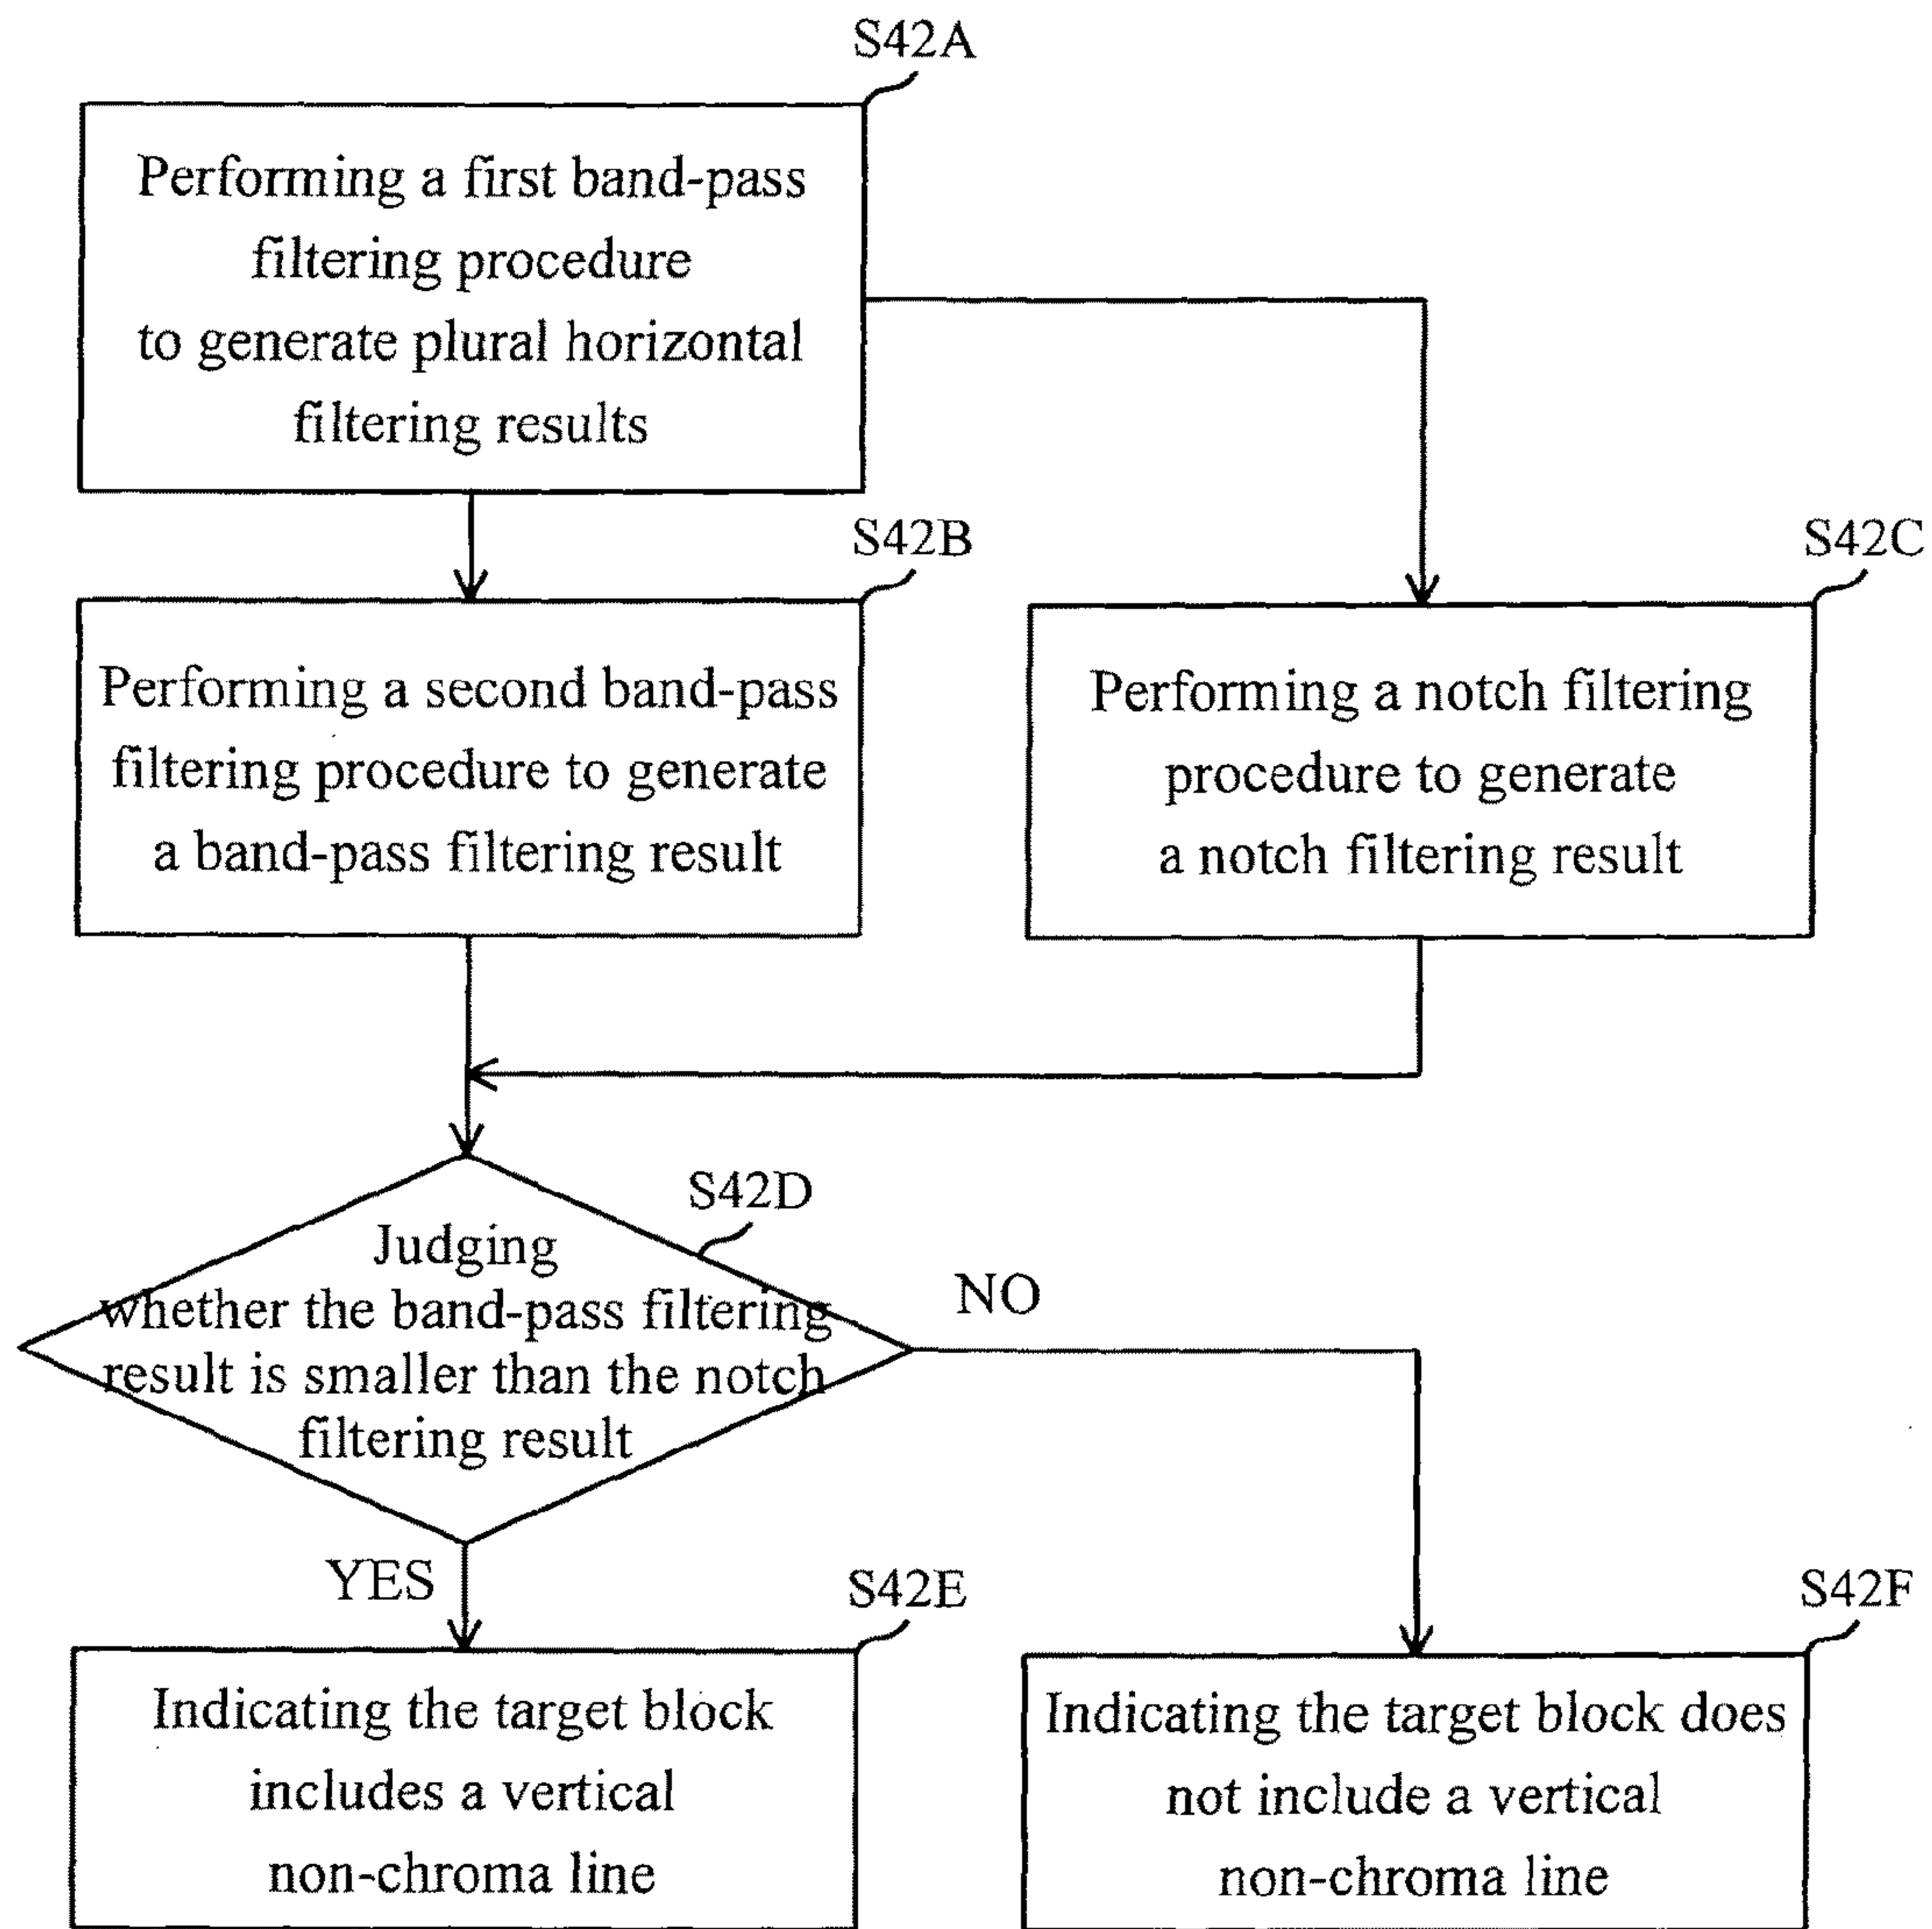 S42A
Performing a first band-pass
filtering procedure
to generate plural horizontal
filtering results
S42B
Performing a second band-pass
filtering procedure to generate
a band-pass filtering result
S42C
Performing a notch filtering
procedure to generate
a notch filtering result
S42D
Judging
whether the band-pass filtering
result is smaller than the notch
filtering result
NO
YES
S42E
Indicating the target block
includes a vertical
non-chroma line
S42F
Indicating the target block does
not include a vertical
non-chroma line